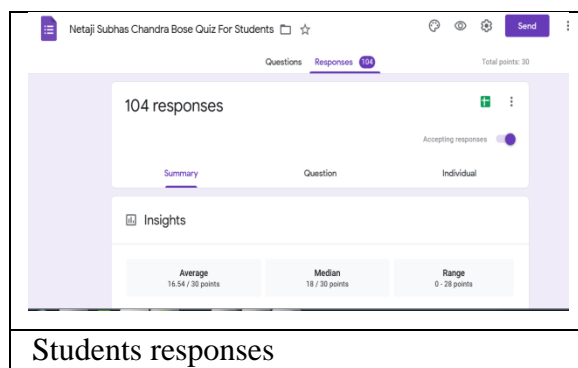 Netaji Subhas Chandra Bose Quiz For Students
Send
Questions Responses 104
Total points: 30
104 responses
Accepting responses
Summary Question Individual
Insights
Average Median Range
16.54 / 30 points 18 / 30 points 0 - 28 points
Students responses